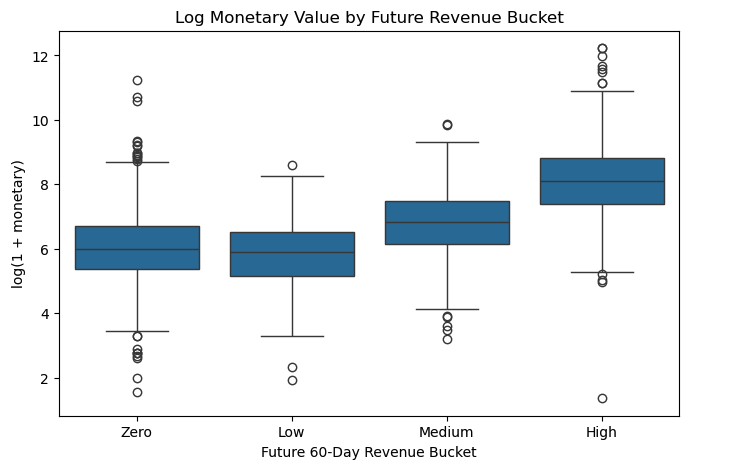 Log Monetary Value by Future Revenue Bucket
log(1 + monetary)
12
10
8
6
4
2
Zero Low Medium High
Future 60-Day Revenue Bucket